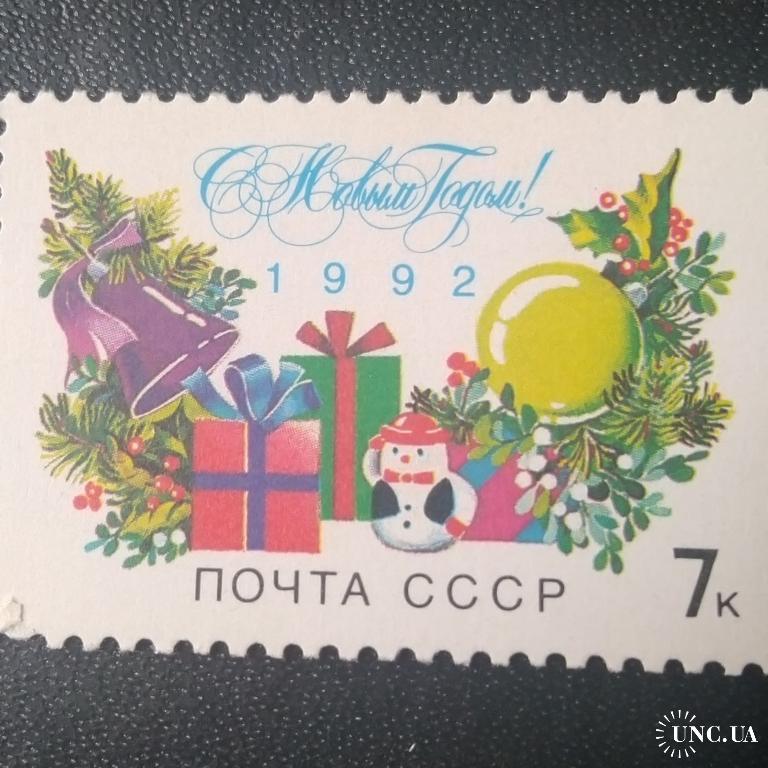 С Новым Годом!
1992
ПОЧТА СССР
7к
UNC.UA